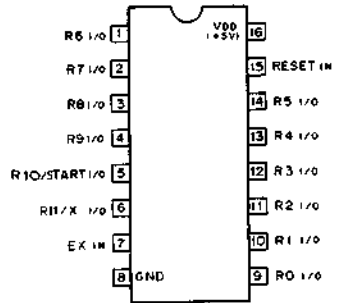 R6 I/O 1
VDD (+5V) 16
R7 I/O 2
15 RESET IN
R8 I/O 3
14 R5 I/O
R9 I/O 4
13 R4 I/O
R10/START I/O 5
12 R3 I/O
R11/X I/O 6
11 R2 I/O
EX IN 7
10 R1 I/O
8 GND
9 R0 I/O